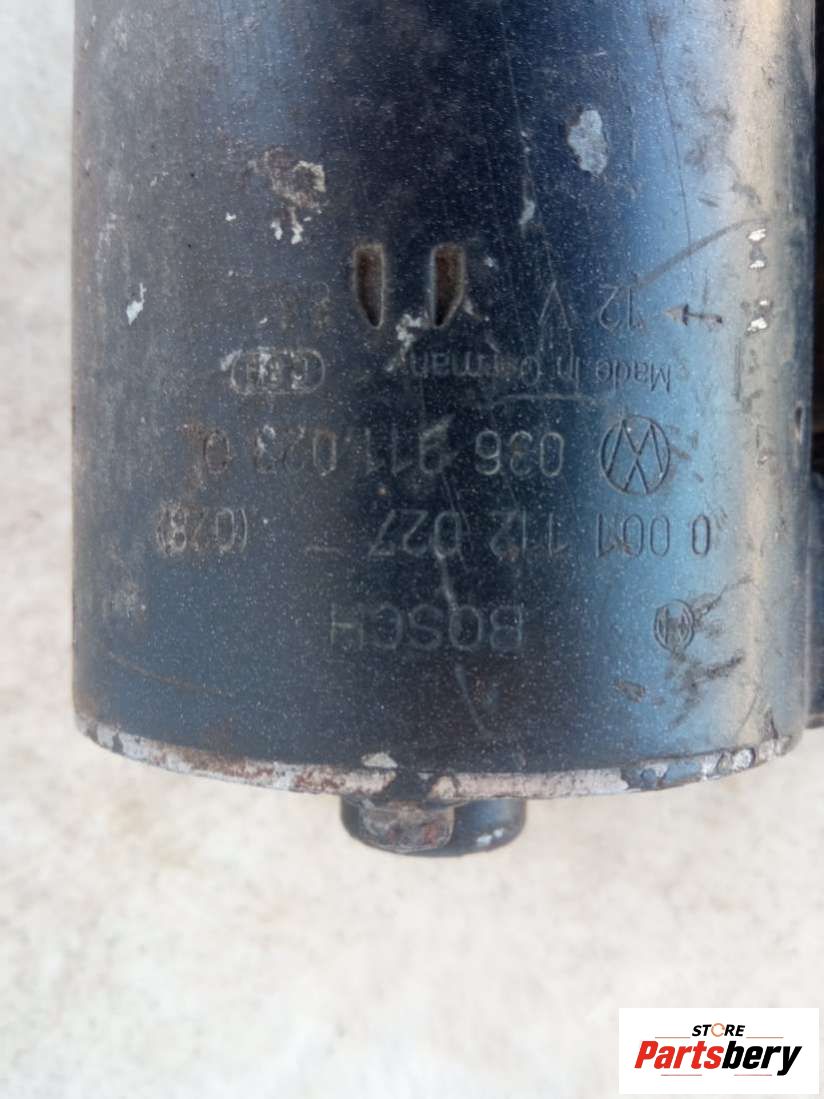 BOSCH
0 001 112 027 (028)
036 911 023
Made in Germany
12 V
STORE
Partsbery